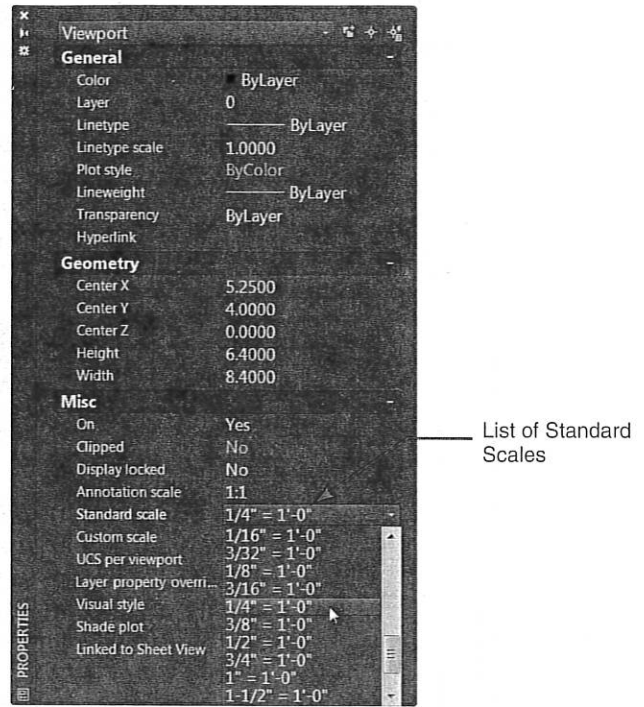 Viewport
General
Color ByLayer
Layer 0
Linetype ByLayer
Linetype scale 1.0000
Plot style ByColor
Lineweight ByLayer
Transparency ByLayer
Hyperlink
Geometry
Center X 5.2500
Center Y 4.0000
Center Z 0.0000
Height 6.4000
Width 8.4000
Misc
On Yes
Clipped No
Display locked No
Annotation scale 1:1
Standard scale 1/4" = 1'-0"
Custom scale 1/16" = 1'-0"
3/32" = 1'-0"
UCS per viewport 1/8" = 1'-0"
Layer property overri... 3/16" = 1'-0"
Visual style 1/4" = 1'-0"
Shade plot 3/8" = 1'-0"
Linked to Sheet View 1/2" = 1'-0"
3/4" = 1'-0"
1" = 1'-0"
1-1/2" = 1'-0"
PROPERTIES
List of Standard
Scales